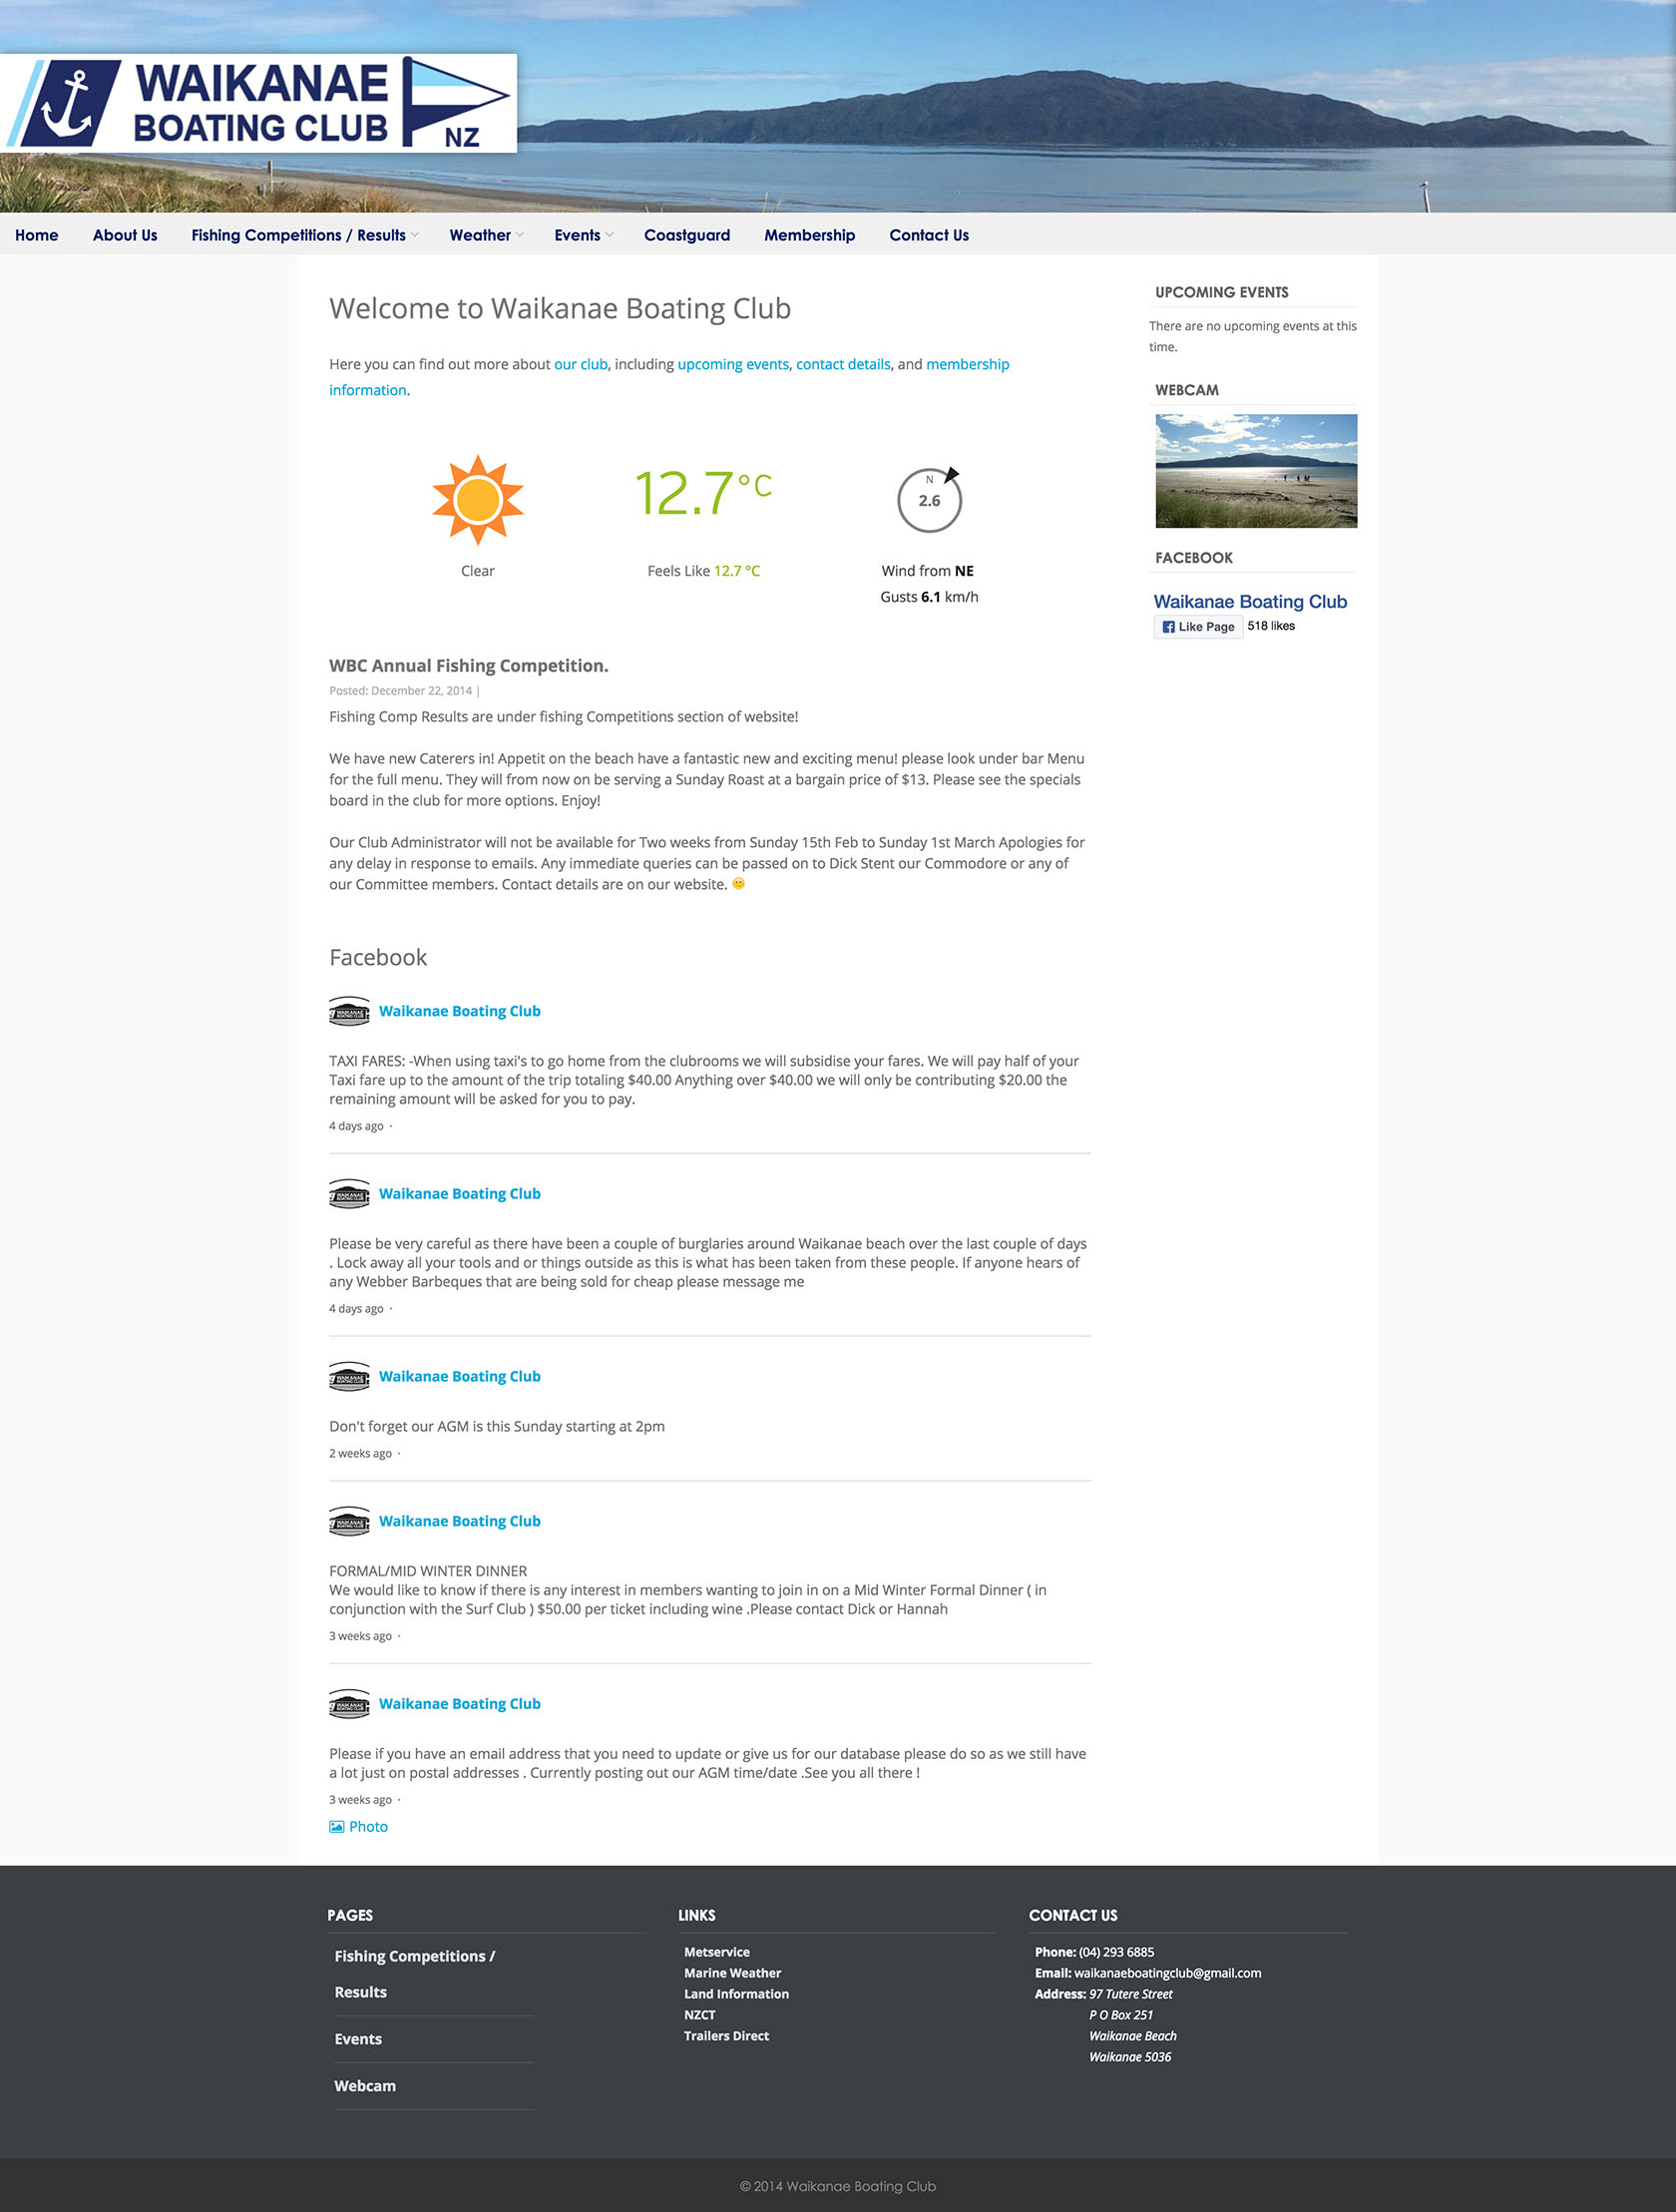 WAIKANAE
BOATING CLUB
NZ
Home
About Us
Fishing Competitions / Results
Weather
Events
Coastguard
Membership
Contact Us
Welcome to Waikanae Boating Club
Here you can find out more about our club, including upcoming events, contact details, and membership
information.
12.7°C
N
2.6
Clear
Feels Like 12.7 °C
Wind from NE
Gusts 6.1 km/h
WBC Annual Fishing Competition.
Posted: December 22, 2014 |
Fishing Comp Results are under fishing Competitions section of website!
We have new Caterers in! Appetit on the beach have a fantastic new and exciting menu! please look under bar Menu
for the full menu. They will from now on be serving a Sunday Roast at a bargain price of $13. Please see the specials
board in the club for more options. Enjoy!
Our Club Administrator will not be available for Two weeks from Sunday 15th Feb to Sunday 1st March Apologies for
any delay in response to emails. Any immediate queries can be passed on to Dick Stent our Commodore or any of
our Committee members. Contact details are on our website. 🙂
Facebook
WAIKANAE
BOATING CLUB
Waikanae Boating Club
TAXI FARES: -When using taxi's to go home from the clubrooms we will subsidise your fares. We will pay half of your
Taxi fare up to the amount of the trip totaling $40.00 Anything over $40.00 we will only be contributing $20.00 the
remaining amount will be asked for you to pay.
4 days ago ·
WAIKANAE
BOATING CLUB
Waikanae Boating Club
Please be very careful as there have been a couple of burglaries around Waikanae beach over the last couple of days
. Lock away all your tools and or things outside as this is what has been taken from these people. If anyone hears of
any Webber Barbeques that are being sold for cheap please message me
4 days ago ·
WAIKANAE
BOATING CLUB
Waikanae Boating Club
Don't forget our AGM is this Sunday starting at 2pm
2 weeks ago ·
WAIKANAE
BOATING CLUB
Waikanae Boating Club
FORMAL/MID WINTER DINNER
We would like to know if there is any interest in members wanting to join in on a Mid Winter Formal Dinner ( in
conjunction with the Surf Club ) $50.00 per ticket including wine .Please contact Dick or Hannah
3 weeks ago ·
WAIKANAE
BOATING CLUB
Waikanae Boating Club
Please if you have an email address that you need to update or give us for our database please do so as we still have
a lot just on postal addresses . Currently posting out our AGM time/date .See you all there !
3 weeks ago ·
Photo
UPCOMING EVENTS
There are no upcoming events at this
time.
WEBCAM
FACEBOOK
Waikanae Boating Club
Like Page 518 likes
PAGES
Fishing Competitions /
Results
Events
Webcam
LINKS
Metservice
Marine Weather
Land Information
NZCT
Trailers Direct
CONTACT US
Phone: (04) 293 6885
Email: waikanaeboatingclub@gmail.com
Address: 97 Tutere Street
P O Box 251
Waikanae Beach
Waikanae 5036
© 2014 Waikanae Boating Club